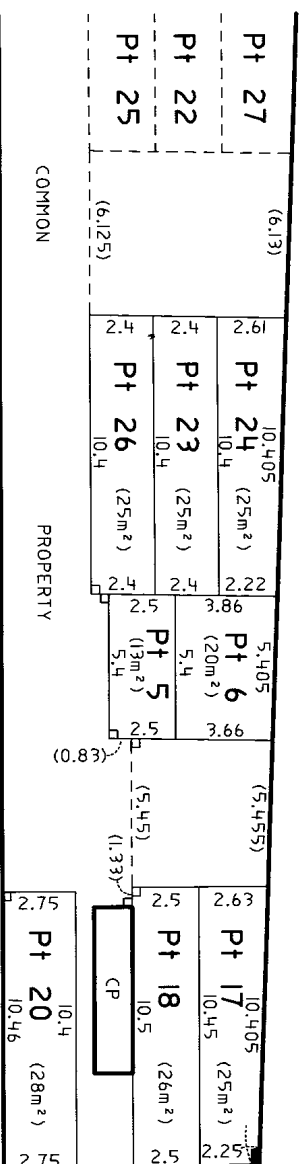 Pt 25
Pt 22
Pt 27
COMMON
(6.125)
(6.13)
2.4
2.4
2.61
Pt 26
10.4
(25m²)
Pt 23
10.4
(25m²)
Pt 24
10.4
10.405
(25m²)
2.4
2.4
2.22
PROPERTY
2.5
3.86
Pt 5
(13m²)
5.4
Pt 6
(20m²)
5.4
5.405
2.5
3.66
(0.83)
(5.45)
(5.455)
(1.33)
2.75
2.5
2.63
CP
Pt 20
10.4
10.46
(28m²)
Pt 18
10.5
(26m²)
Pt 17
10.45
10.405
(25m²)
2.75
2.5
2.25